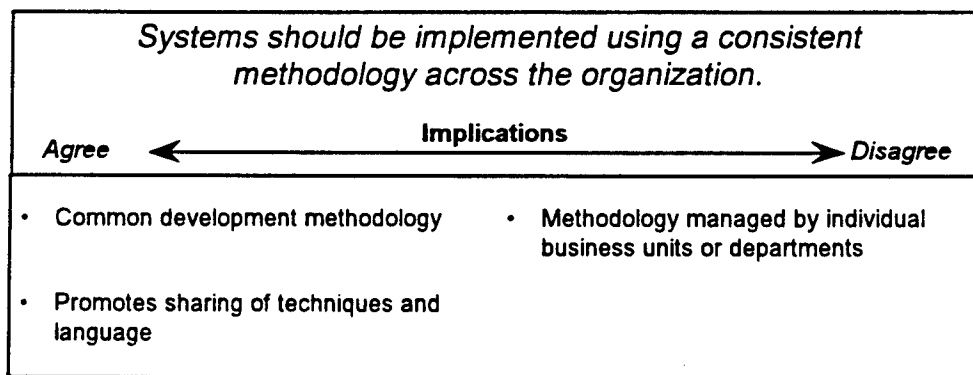 Systems should be implemented using a consistent
methodology across the organization.
Implications
Agree
Disagree
• Common development methodology
• Promotes sharing of techniques and
language
• Methodology managed by individual
business units or departments